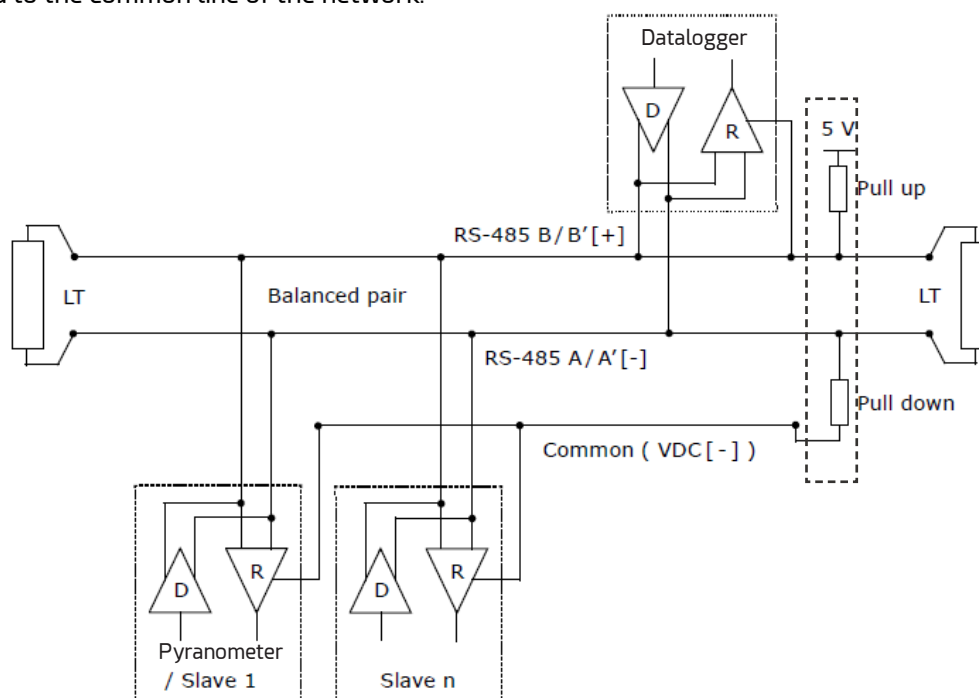 to the common line of the network.
Datalogger
D
R
5 V
Pull up
RS-485 B/B'[+]
LT
Balanced pair
LT
RS-485 A/A'[-]
Pull down
Common ( VDC[-] )
D
R
D
R
Pyranometer
/ Slave 1
Slave n